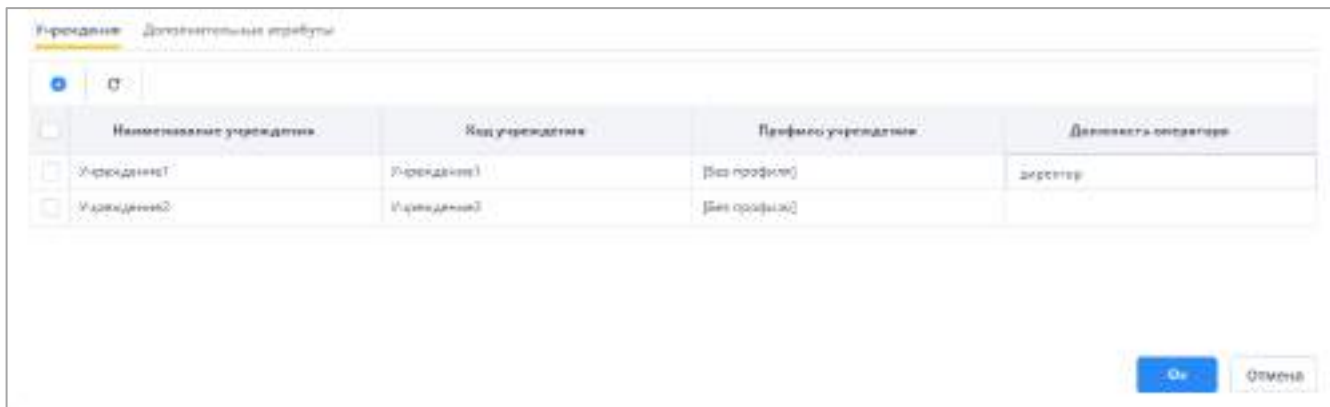 Учреждения Дополнительные атрибуты
Наименование учреждения Код учреждения Профиль учреждения Должность оператора
Учреждение1 Учреждение1 [Без профиля] директор
Учреждение2 Учреждение2 [Без профиля]
Ок Отмена